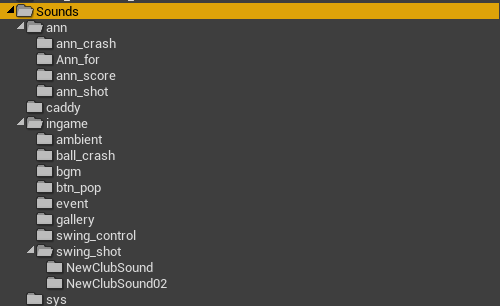 Sounds
ann
ann_crash
Ann_for
ann_score
ann_shot
caddy
ingame
ambient
ball_crash
bgm
btn_pop
event
gallery
swing_control
swing_shot
NewClubSound
NewClubSound02
sys